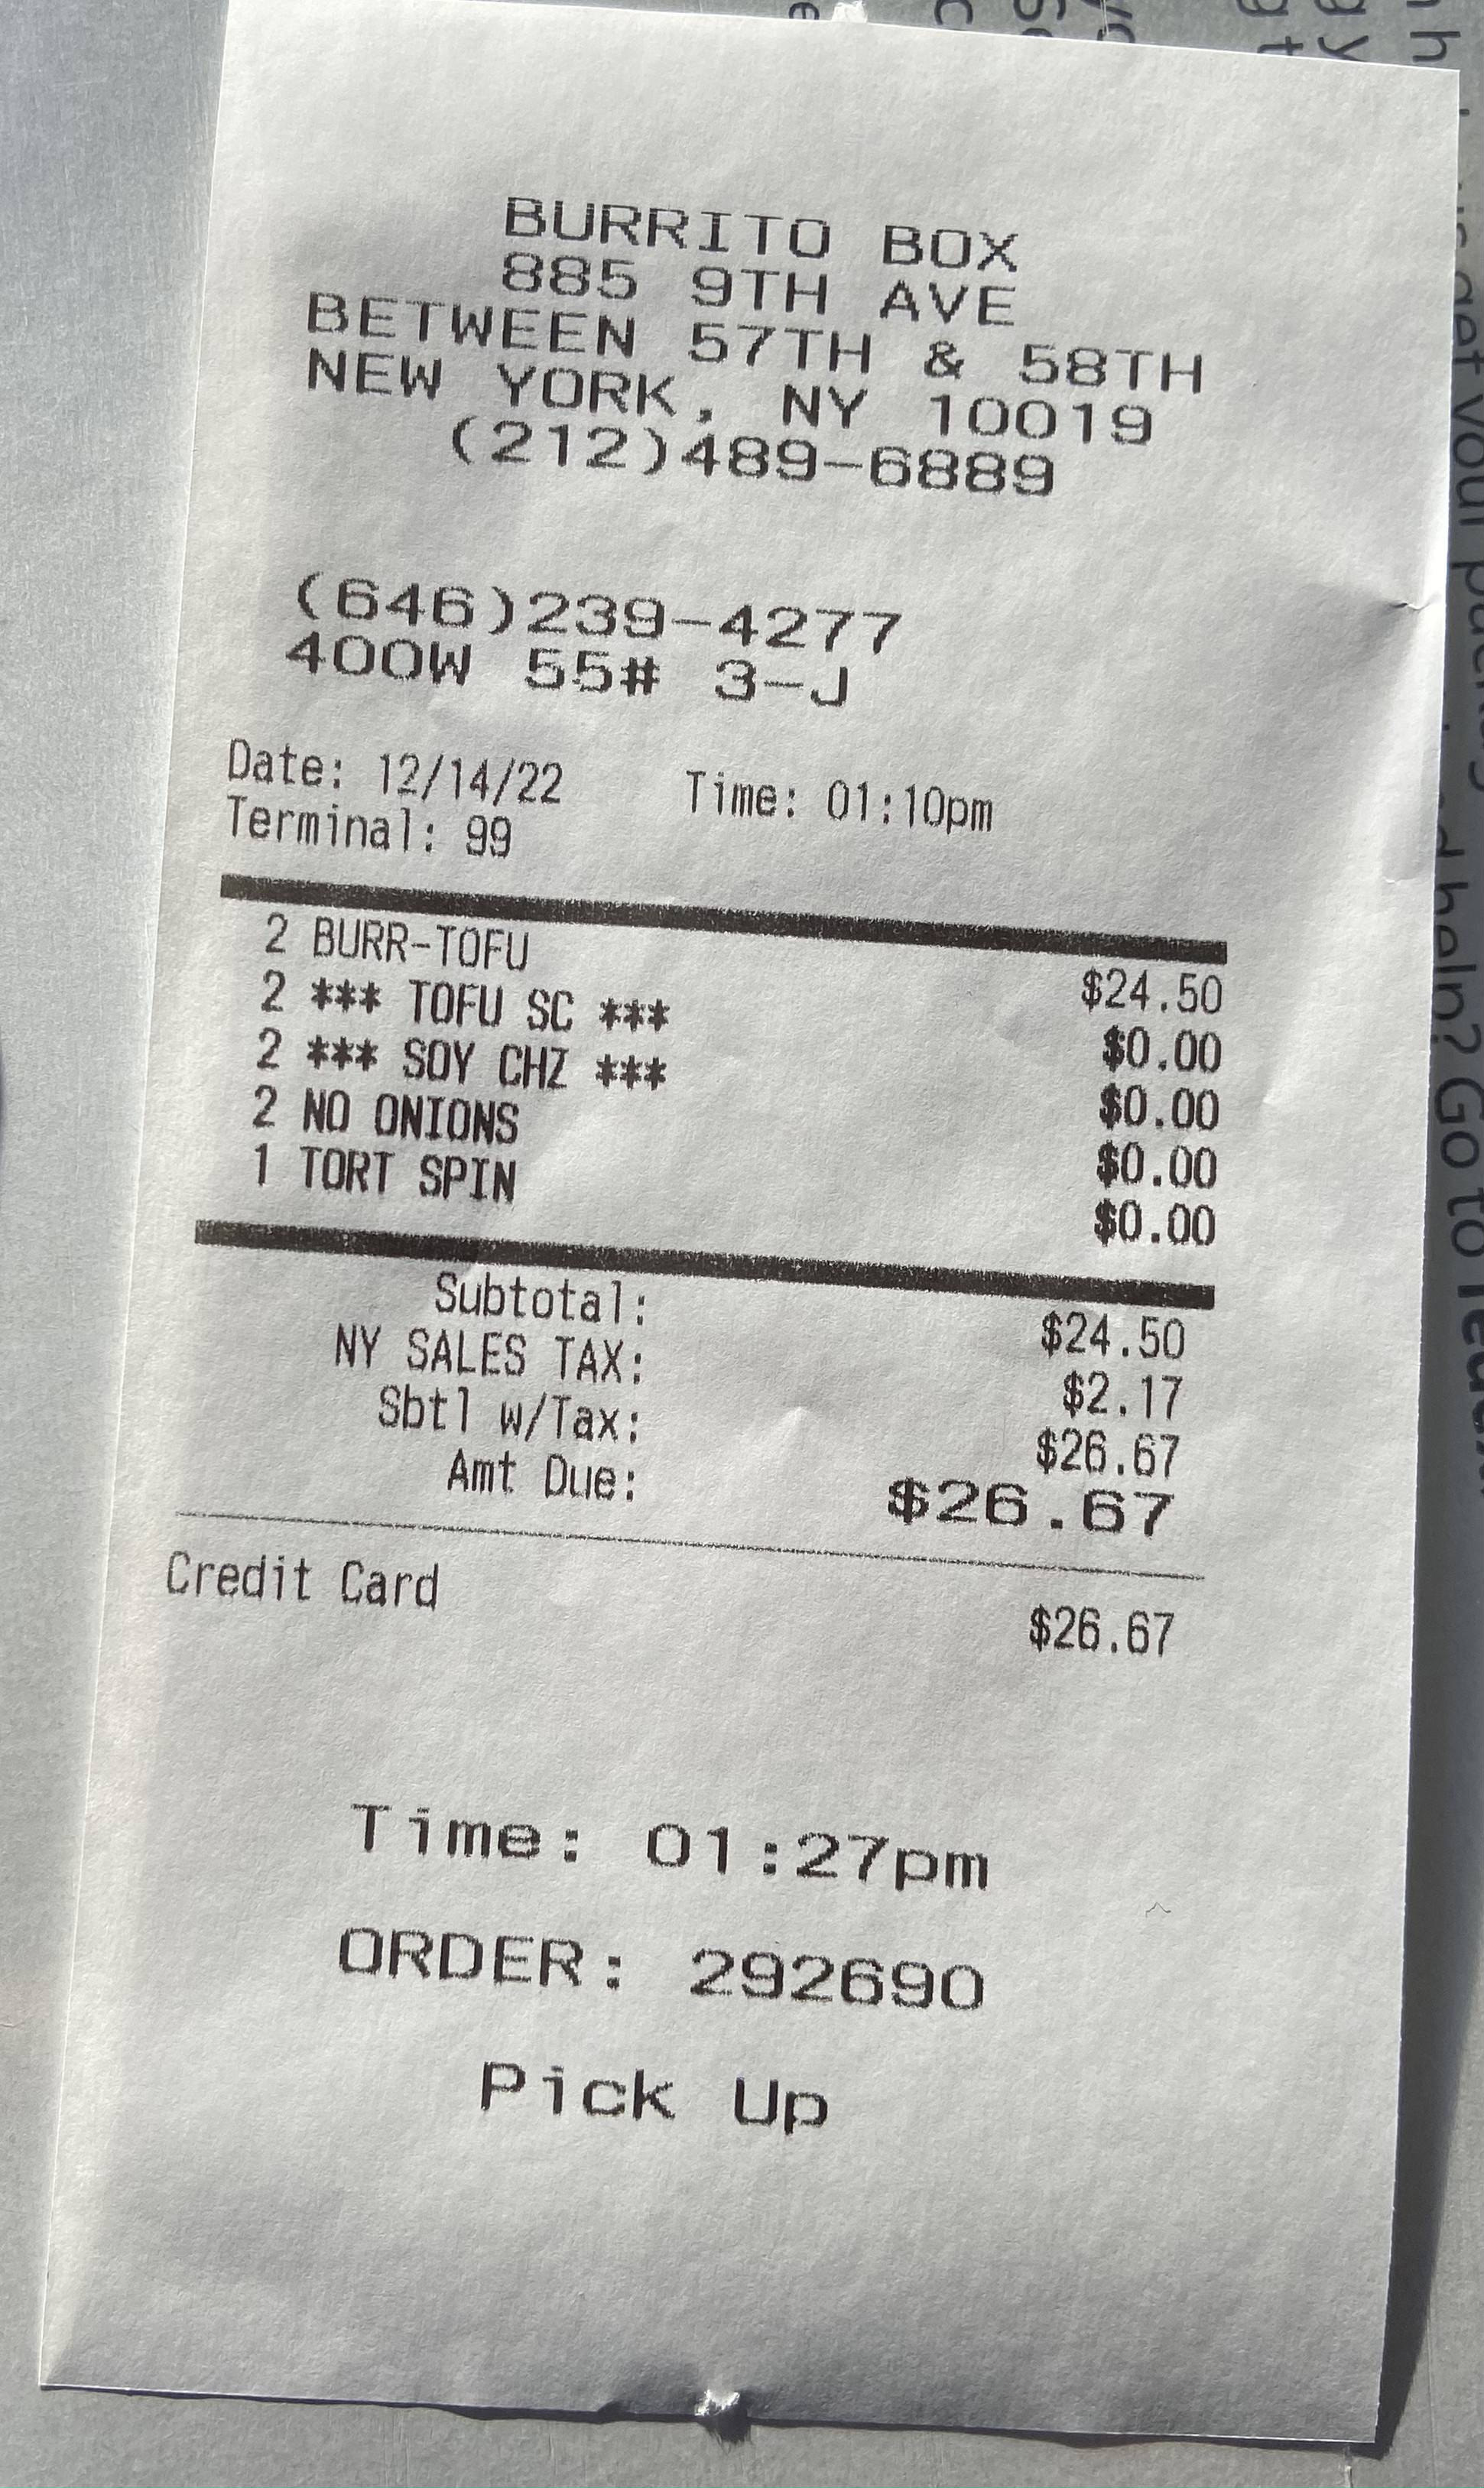 BURRITO BOX
885 9TH AVE
BETWEEN 57TH & 58TH
NEW YORK, NY 10019
(212)489-6889
(646)239-4277
400W 55# 3-J
Date: 12/14/22 Time: 01:10pm
Terminal: 99
2 BURR-TOFU $24.50
2 *** TOFU SC *** $0.00
2 *** SOY CHZ *** $0.00
2 NO ONIONS $0.00
1 TORT SPIN $0.00
Subtotal: $24.50
NY SALES TAX: $2.17
Sbtl w/Tax: $26.67
Amt Due: $26.67
Credit Card $26.67
Time: 01:27pm
ORDER: 292690
Pick Up
get your
help? Go to